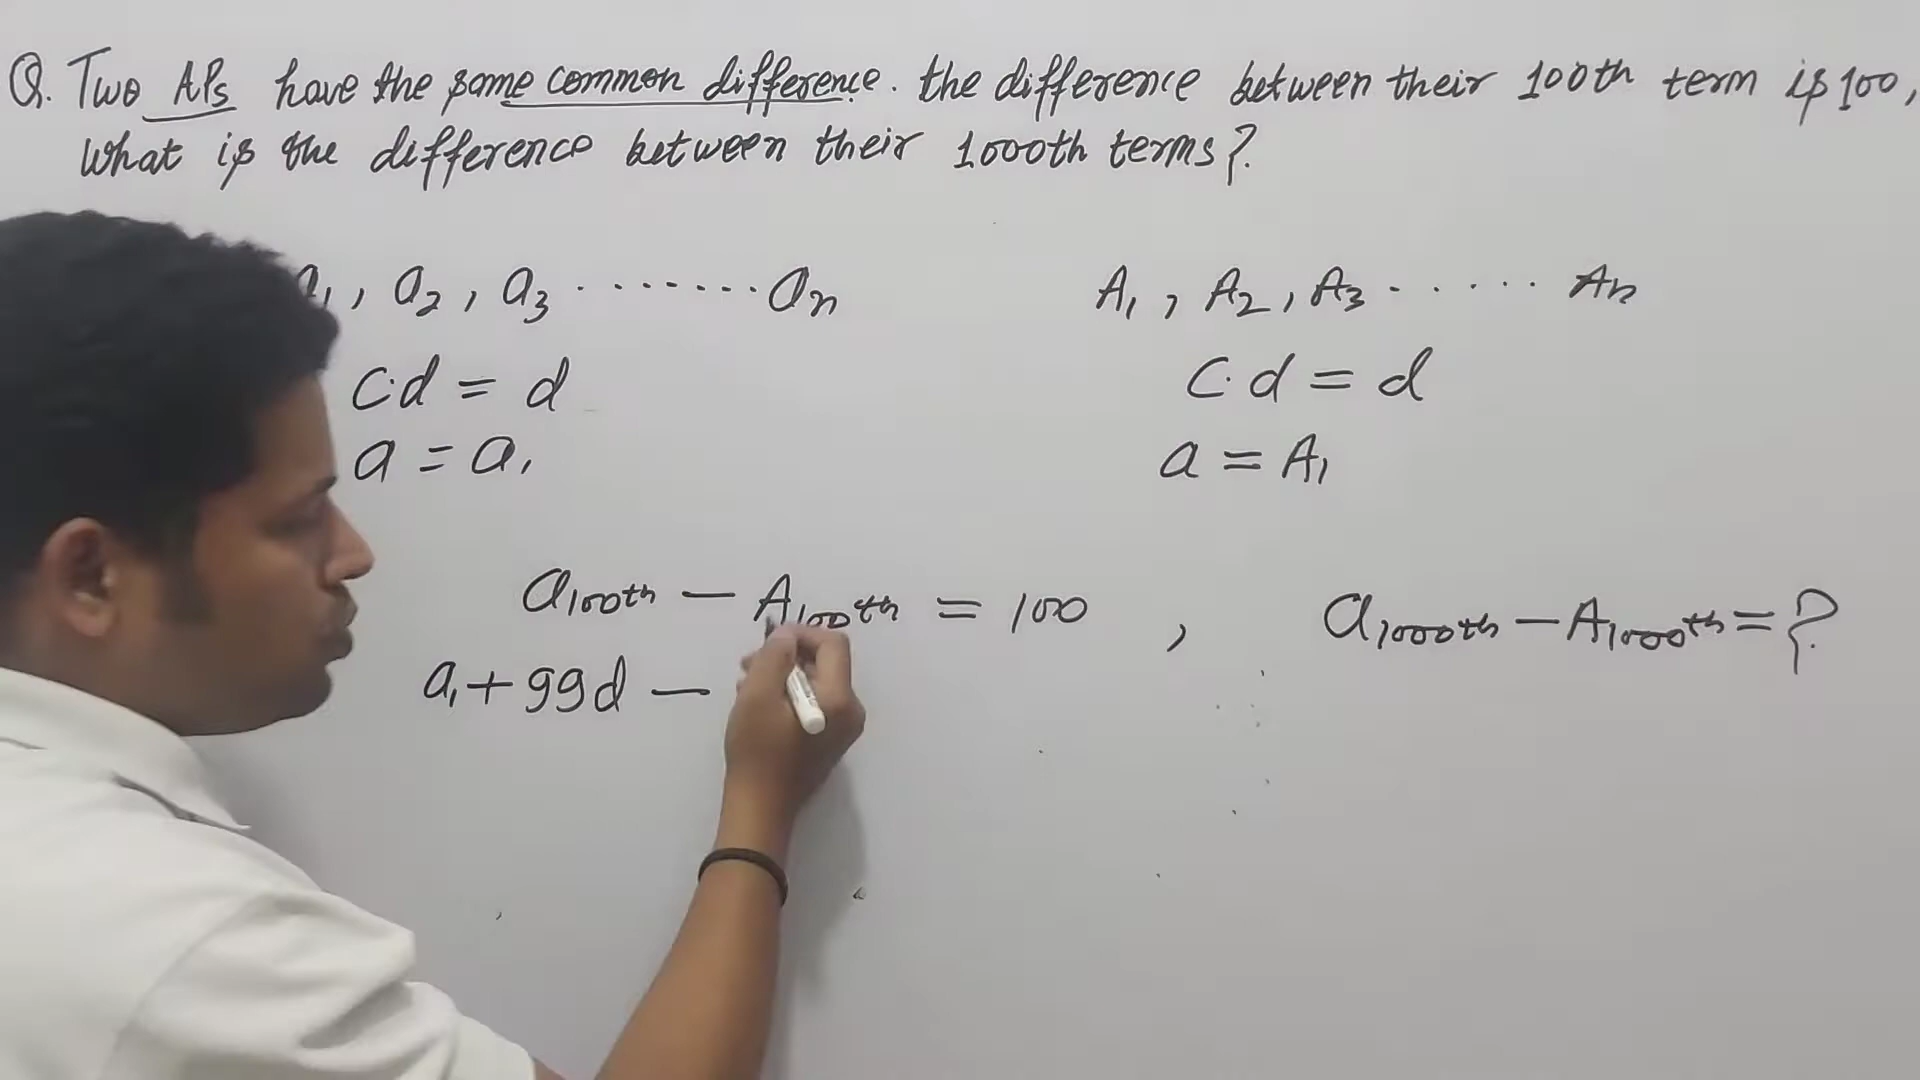 Q. Two APs have the same common difference. the difference between their 100th term is 100,
What is the difference between their 1000th terms?
a1, a2, a3 ........ an
A1, A2, A3 ...... An
C.d = d
C.d = d
a = a1
a = A1
a100th - A100th = 100 , a1000th - A1000th = ?
a1 + 99d -